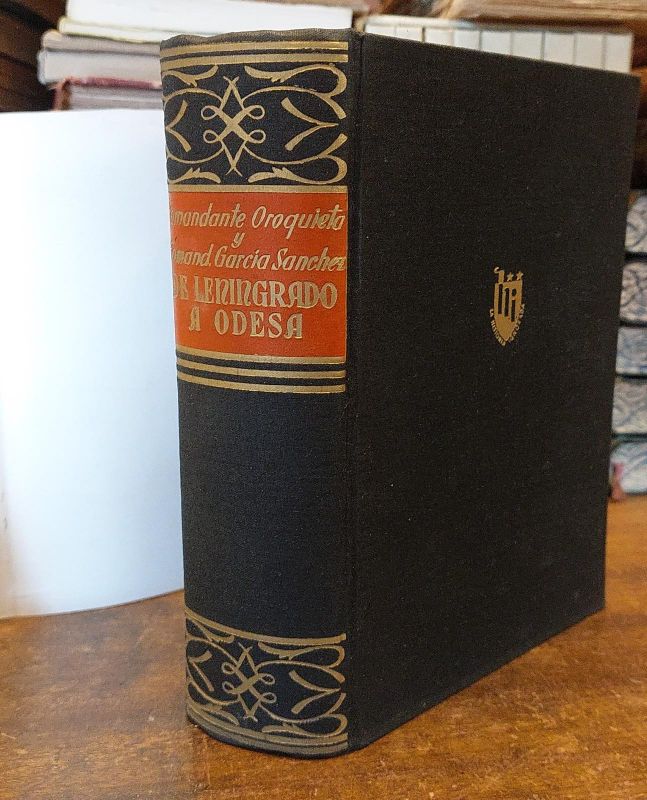 Comandante Oroquieta
y
Comand. García Sanchez
DE LENINGRADO
A ODESA